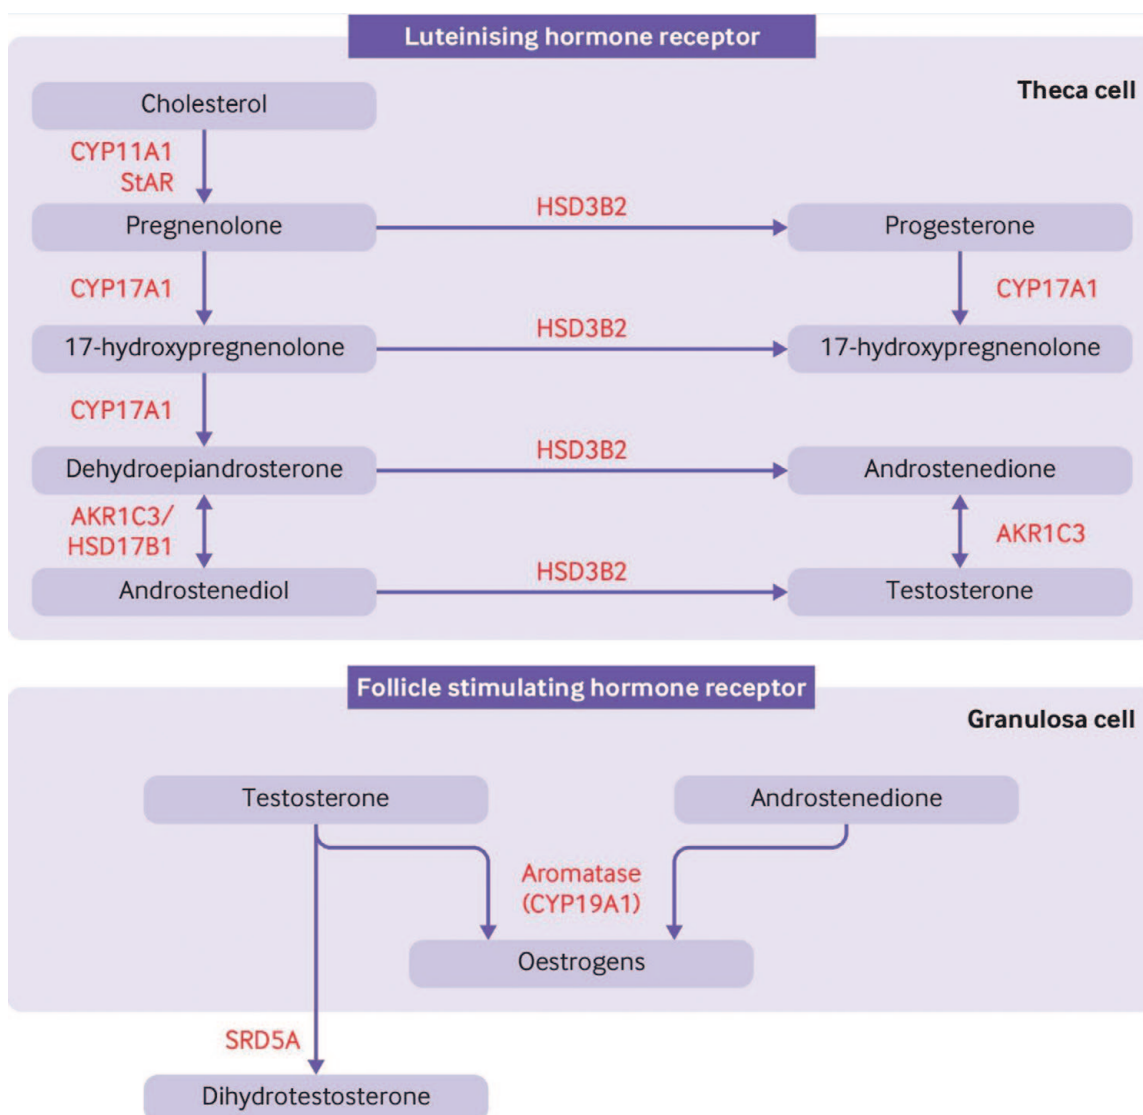 Luteinising hormone receptor
Theca cell
Cholesterol
CYP11A1
StAR
HSD3B2
Pregnenolone
Progesterone
CYP17A1
CYP17A1
HSD3B2
17-hydroxypregnenolone
17-hydroxypregnenolone
CYP17A1
HSD3B2
Dehydroepiandrosterone
Androstenedione
AKR1C3/
HSD17B1
AKR1C3
HSD3B2
Androstenediol
Testosterone
Follicle stimulating hormone receptor
Granulosa cell
Testosterone
Androstenedione
Aromatase
(CYP19A1)
Oestrogens
SRD5A
Dihydrotestosterone